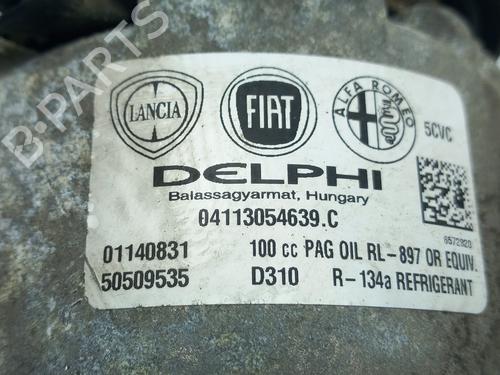 B-PARTS
LANCIA
FIAT
ALFA ROMEO
5CVC
DELPHI
Balassagyarmat, Hungary
04113054639.C
6572820
01140831 100 cc PAG OIL RL-897 OR EQUIV.
50509535 D310 R-134a REFRIGERANT